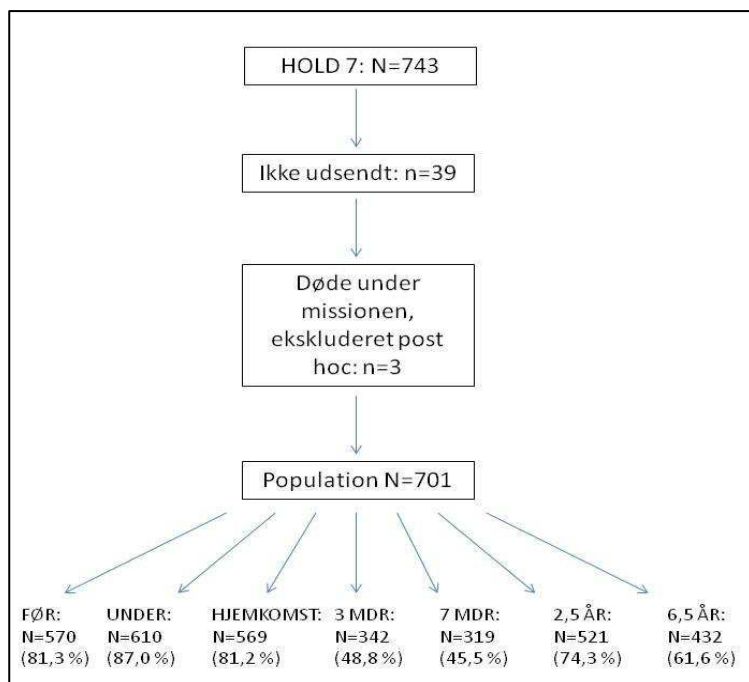 HOLD 7: N=743
Ikke udsendt: n=39
Døde under
missionen,
ekskluderet post
hoc: n=3
Population N=701
FØR:
N=570
(81,3 %)
UNDER:
N=610
(87,0 %)
HJEMKOMST:
N=569
(81,2 %)
3 MDR:
N=342
(48,8 %)
7 MDR:
N=319
(45,5 %)
2,5 ÅR:
N=521
(74,3 %)
6,5 ÅR:
N=432
(61,6 %)